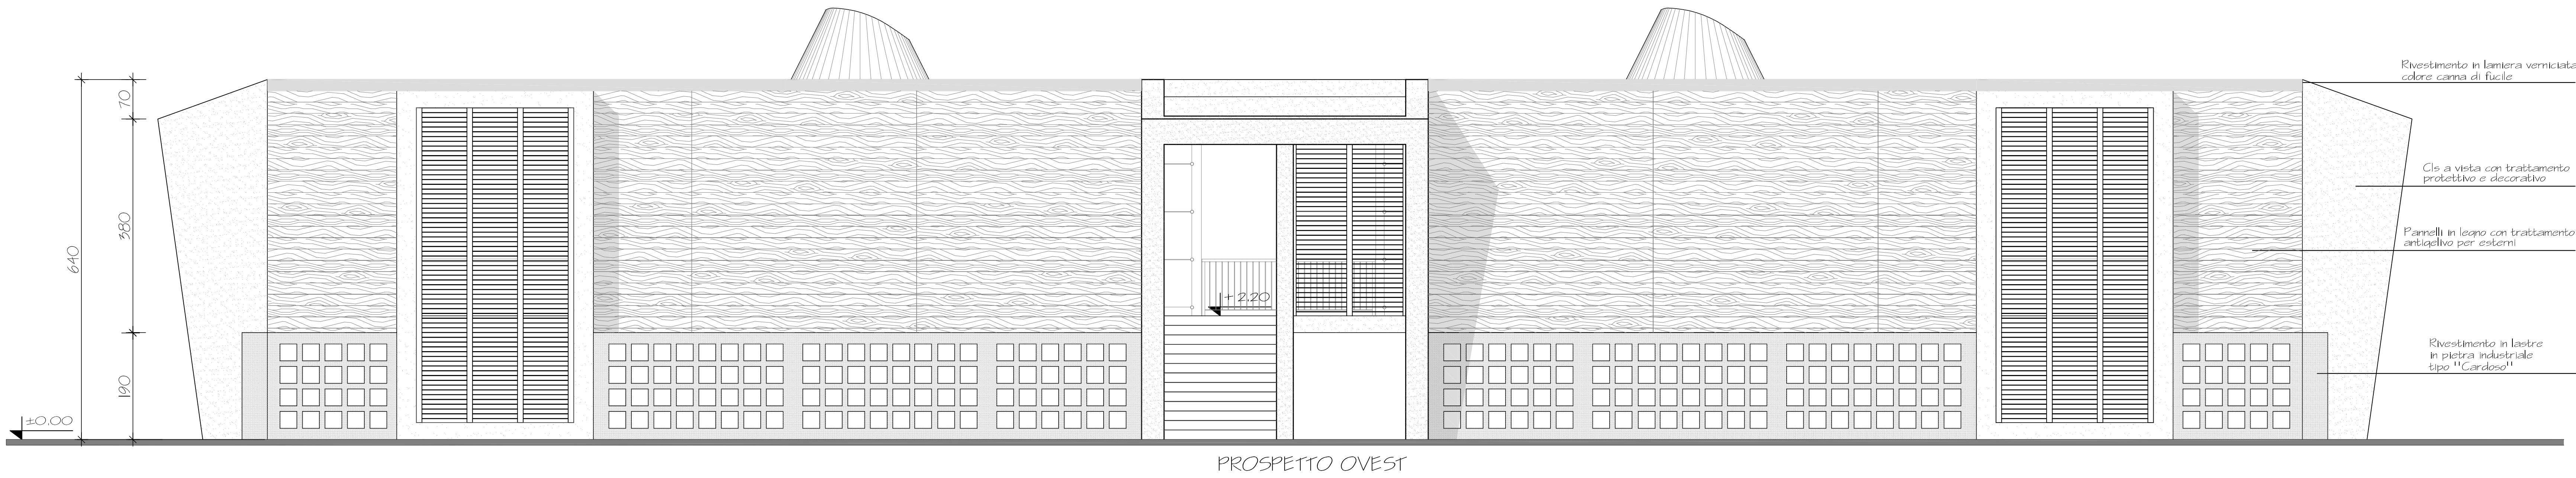 Rivestimento in lamiera verniciata
colore canna di fucile
70
Cls a vista con trattamento
protettivo e decorativo
380
Pannelli in legno con trattamento
antigelivo per esterni
640
+ 2.20
Rivestimento in lastre
in pietra industriale
tipo "Cardoso"
190
±0.00
PROSPETTO OVEST